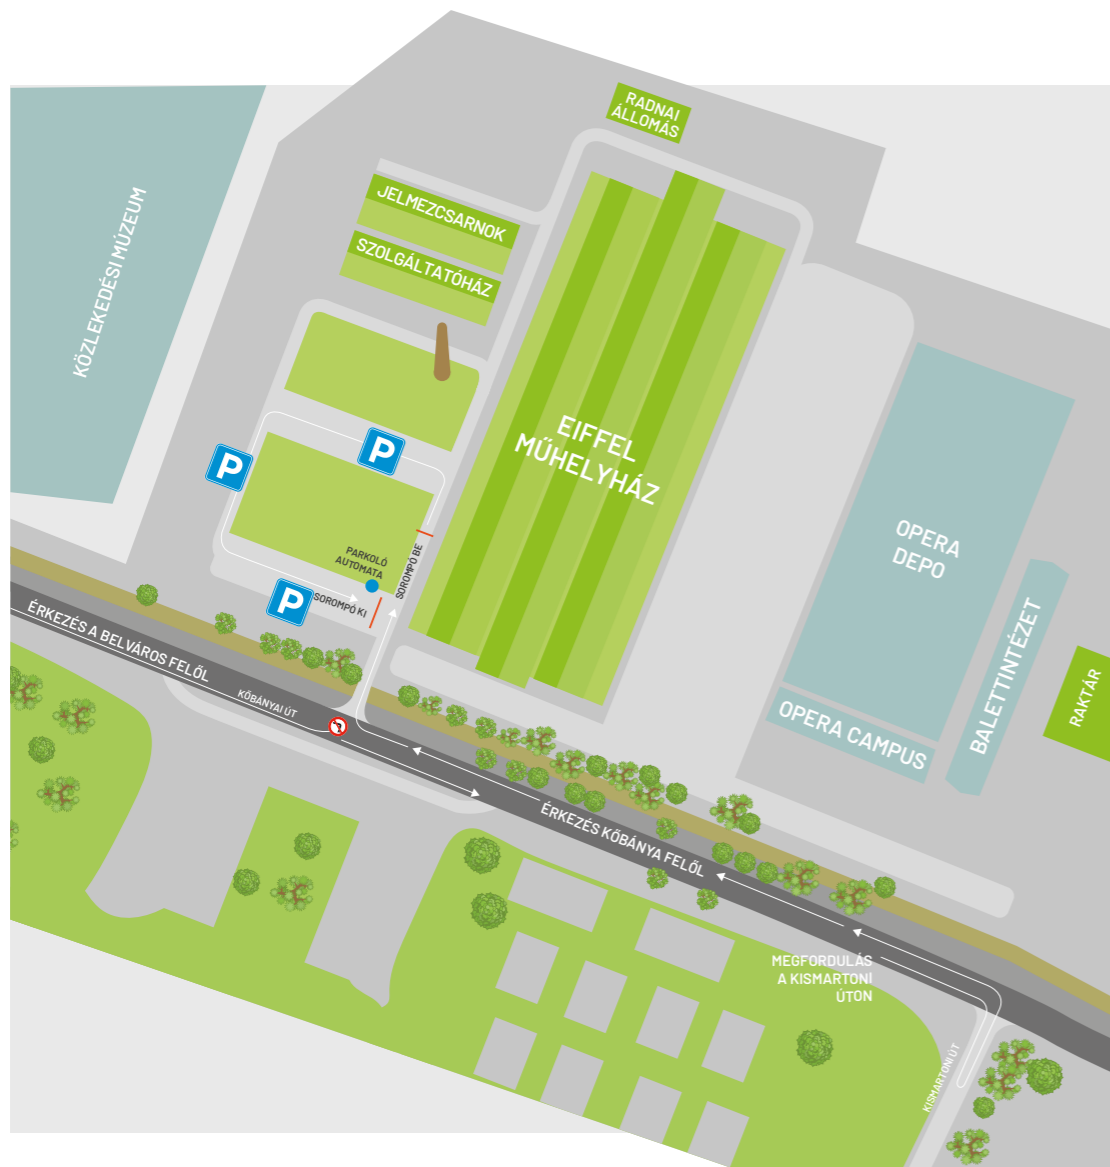 RADNAI
ÁLLOMÁS
JELMEZCSARNOK
SZOLGÁLTATÓHÁZ
KÖZLEKEDÉSI MÚZEUM
EIFFEL
MŰHELYHÁZ
P
P
P
PARKOLÓ
AUTOMATA
SOROMPÓ BE
SOROMPÓ KI
OPERA
DEPO
OPERA CAMPUS
BALETTINTÉZET
RAKTÁR
ÉRKEZÉS A BELVÁROS FELŐL
KŐBÁNYAI ÚT
ÉRKEZÉS KŐBÁNYA FELŐL
MEGFORDULÁS
A KISMARTONI
ÚTON
KISMARTONI ÚT